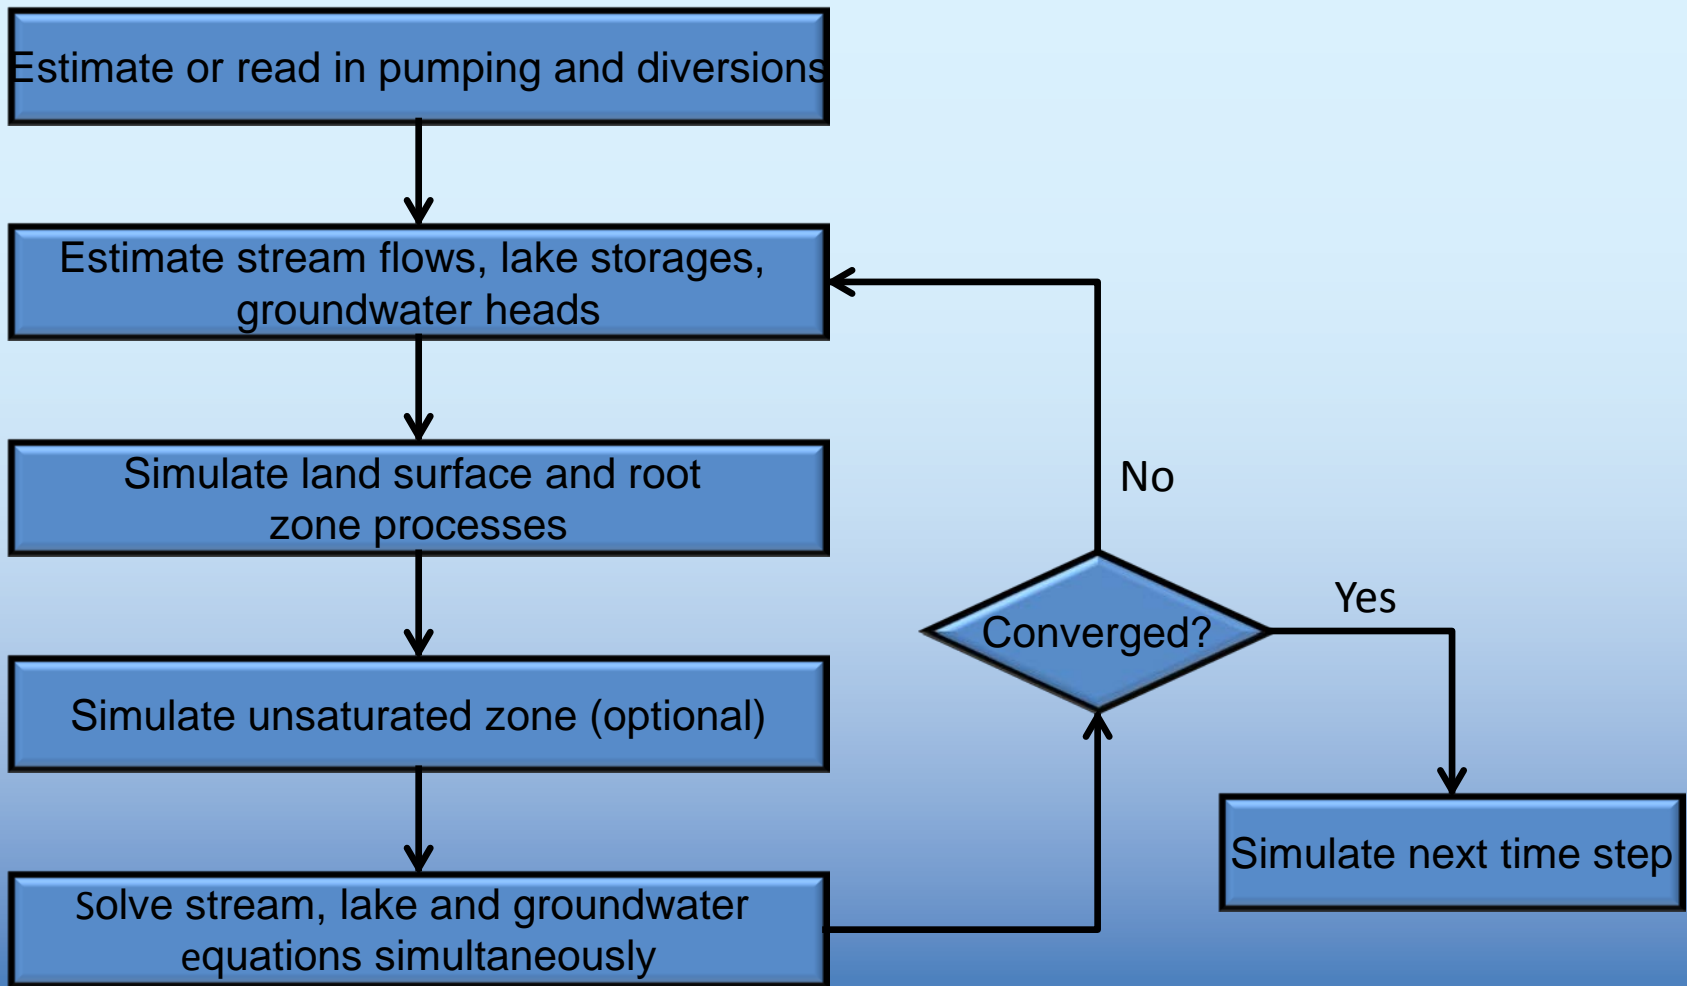 Estimate or read in pumping and diversions
Estimate stream flows, lake storages,
groundwater heads
Simulate land surface and root
zone processes
Simulate unsaturated zone (optional)
Solve stream, lake and groundwater
equations simultaneously
Converged?
No
Yes
Simulate next time step